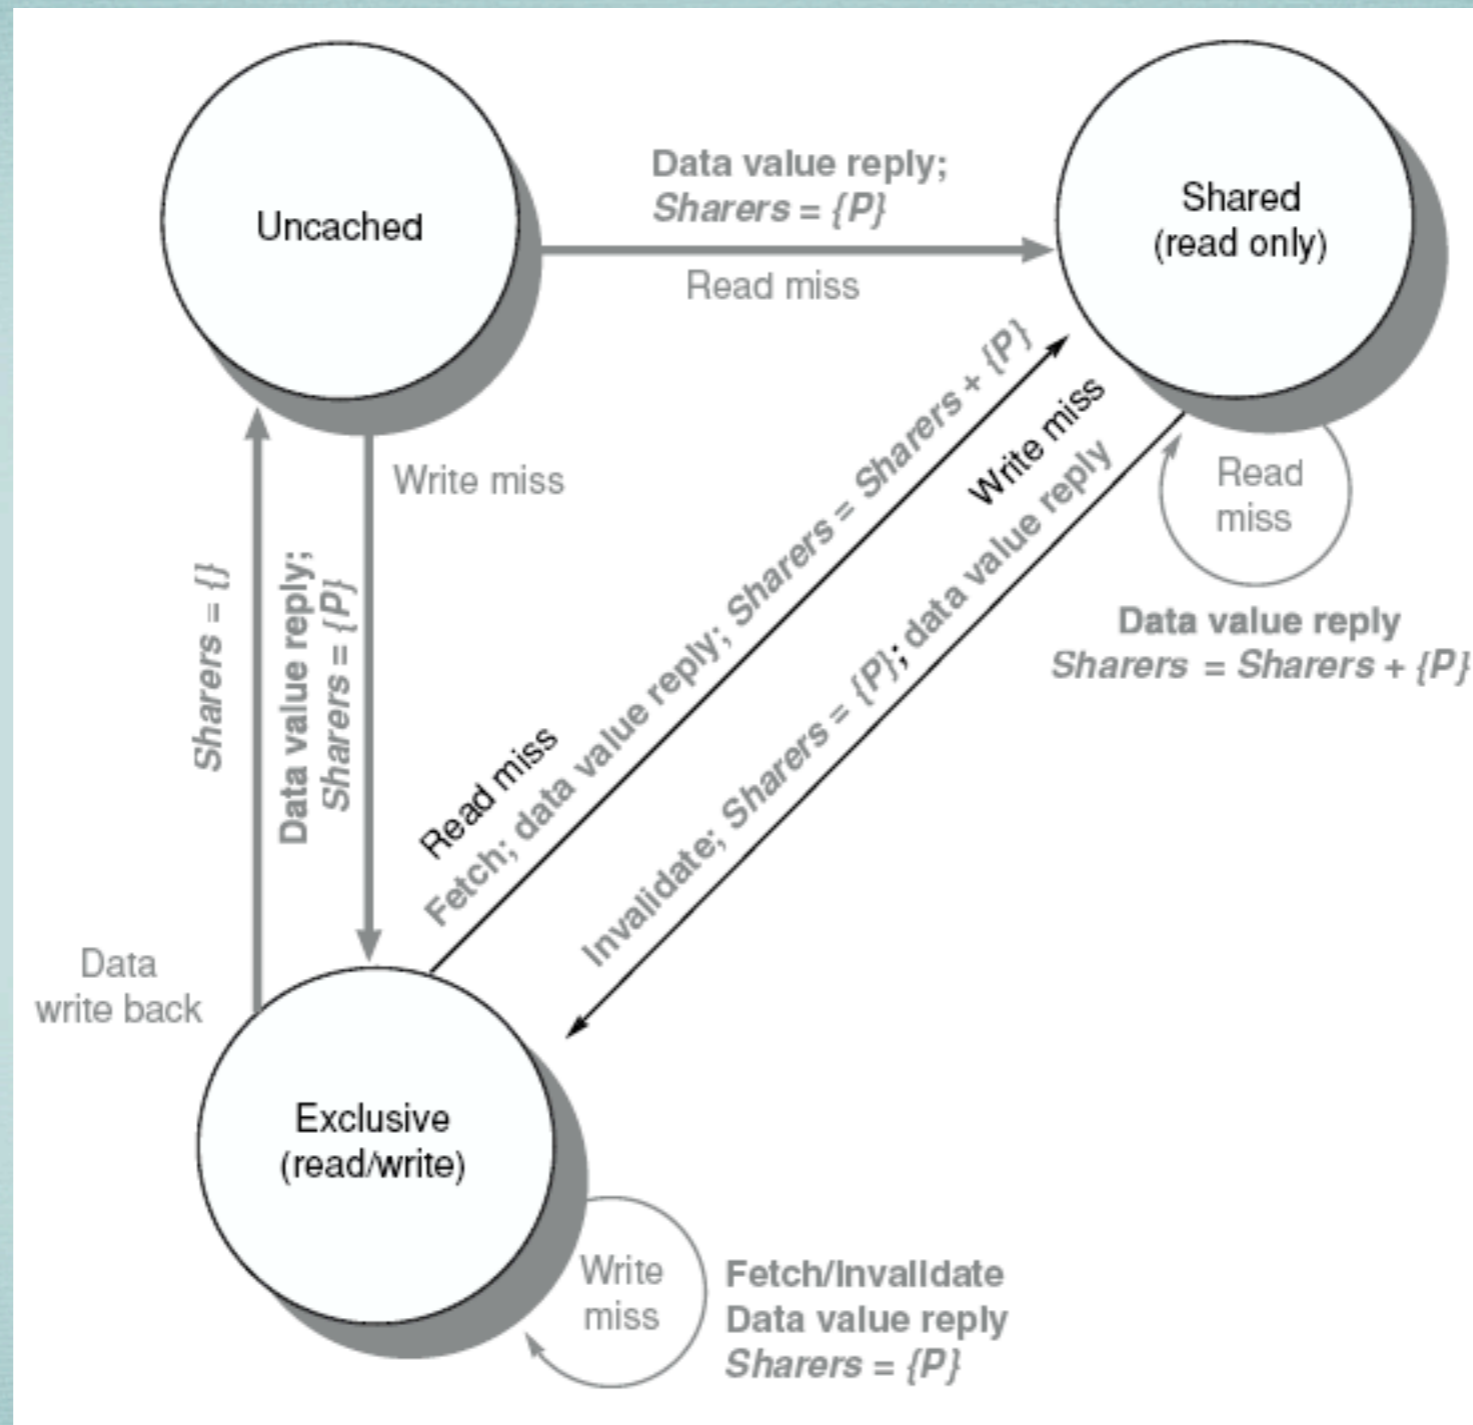 Data value reply;
Sharers = {P}
Uncached
Shared
(read only)
Read miss
Write miss
Read
miss
Data value reply
Sharers = Sharers + {P}
Write miss
Invalidate; Sharers = {P}; data value reply
Read miss
Fetch; data value reply; Sharers = Sharers + {P}
Sharers = {}
Data value reply;
Sharers = {P}
Data
write back
Exclusive
(read/write)
Write
miss
Fetch/Invalidate
Data value reply
Sharers = {P}